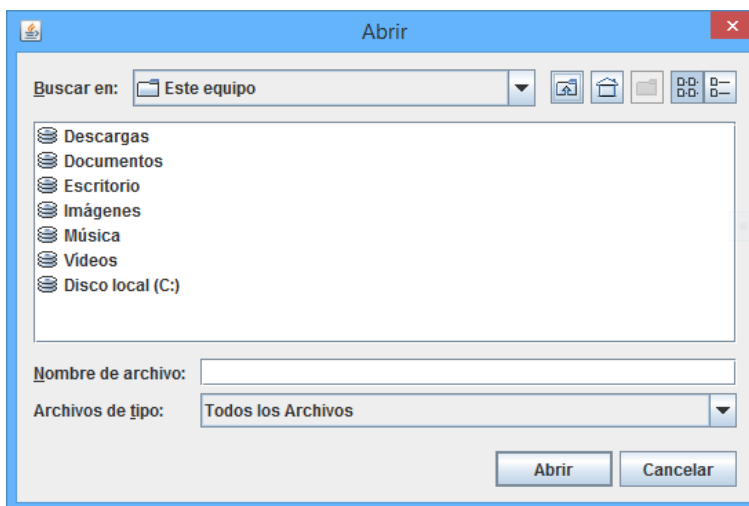 Abrir
Buscar en: Este equipo
Descargas
Documentos
Escritorio
Imágenes
Música
Vídeos
Disco local (C:)
Nombre de archivo:
Archivos de tipo: Todos los Archivos
Abrir Cancelar